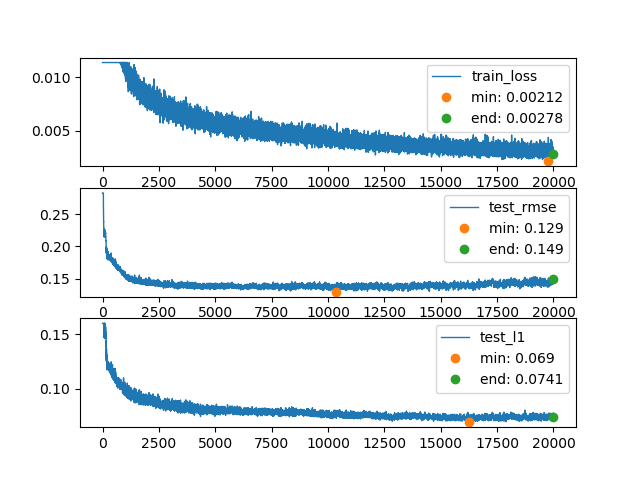 0.010
0.005
train_loss
min: 0.00212
end: 0.00278
0 2500 5000 7500 10000 12500 15000 17500 20000
0.25
0.20
0.15
test_rmse
min: 0.129
end: 0.149
0 2500 5000 7500 10000 12500 15000 17500 20000
0.15
0.10
test_l1
min: 0.069
end: 0.0741
0 2500 5000 7500 10000 12500 15000 17500 20000